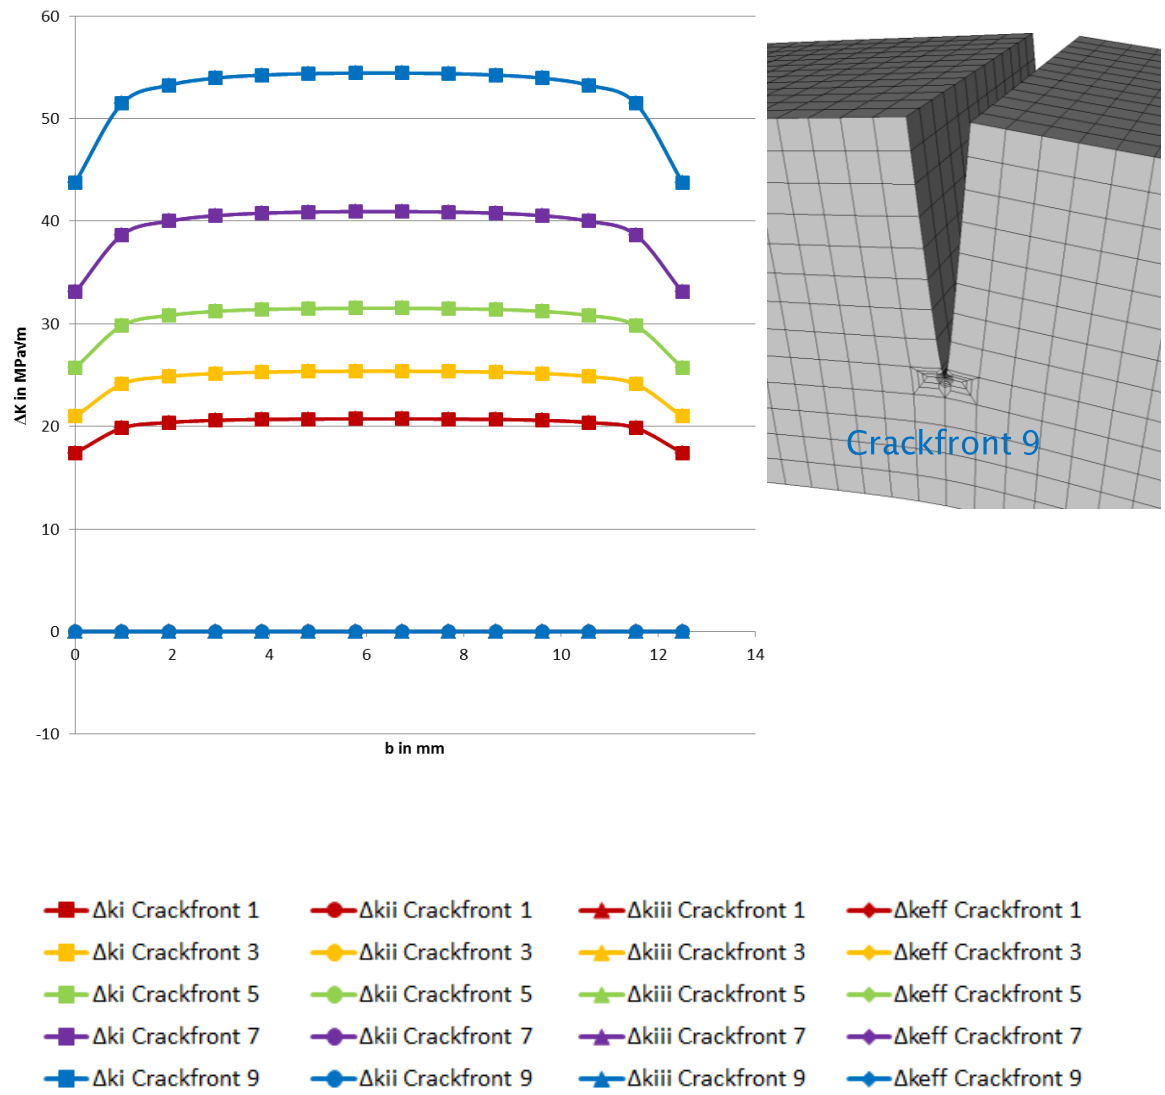 60
50
40
30
20
10
0
-10
0 2 4 6 8 10 12 14
ΔK in MPa√m
b in mm
Crackfront 9
Δki Crackfront 1 Δkii Crackfront 1 Δkiii Crackfront 1 Δkeff Crackfront 1
Δki Crackfront 3 Δkii Crackfront 3 Δkiii Crackfront 3 Δkeff Crackfront 3
Δki Crackfront 5 Δkii Crackfront 5 Δkiii Crackfront 5 Δkeff Crackfront 5
Δki Crackfront 7 Δkii Crackfront 7 Δkiii Crackfront 7 Δkeff Crackfront 7
Δki Crackfront 9 Δkii Crackfront 9 Δkiii Crackfront 9 Δkeff Crackfront 9